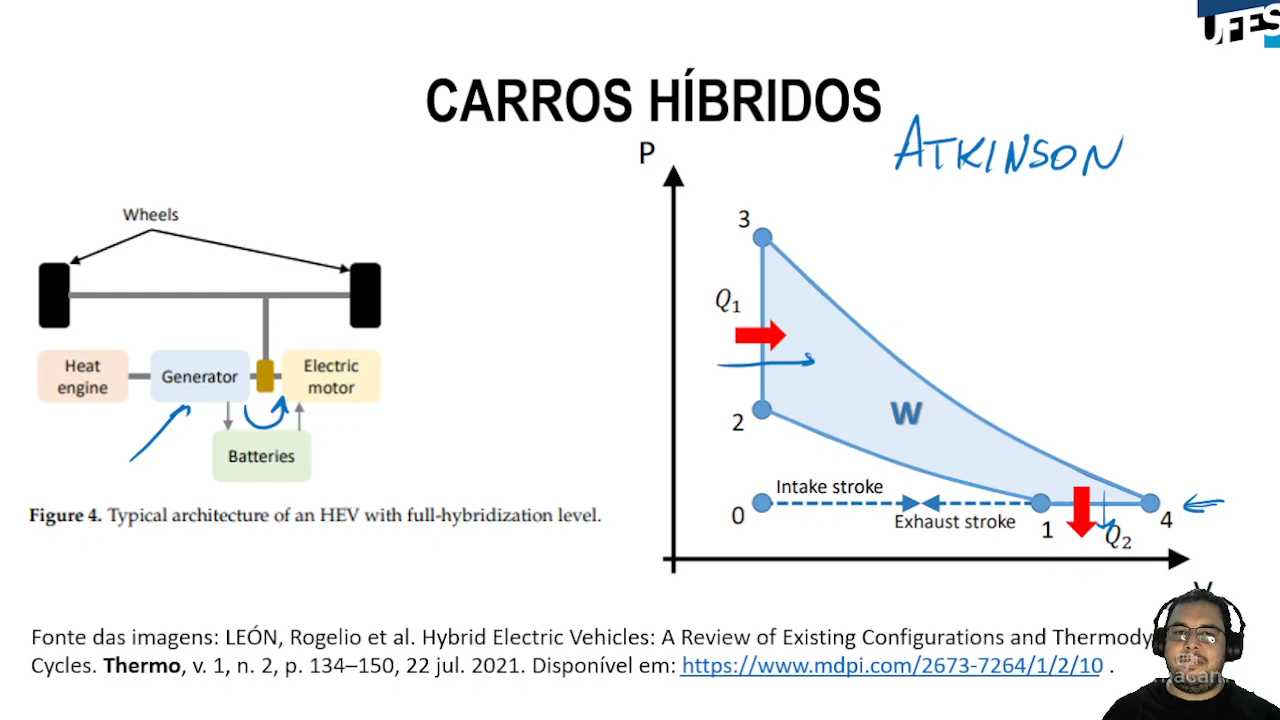 UFES
CARROS HÍBRIDOS
ATKINSON
P
Wheels
3
Q1
Heat engine
Generator
Electric motor
W
2
Batteries
Intake stroke
0
Exhaust stroke
1
Q2
4
Figure 4. Typical architecture of an HEV with full-hybridization level.
V
Fonte das imagens: LEÓN, Rogelio et al. Hybrid Electric Vehicles: A Review of Existing Configurations and Thermody
Cycles. Thermo, v. 1, n. 2, p. 134–150, 22 jul. 2021. Disponível em: https://www.mdpi.com/2673-7264/1/2/10 .